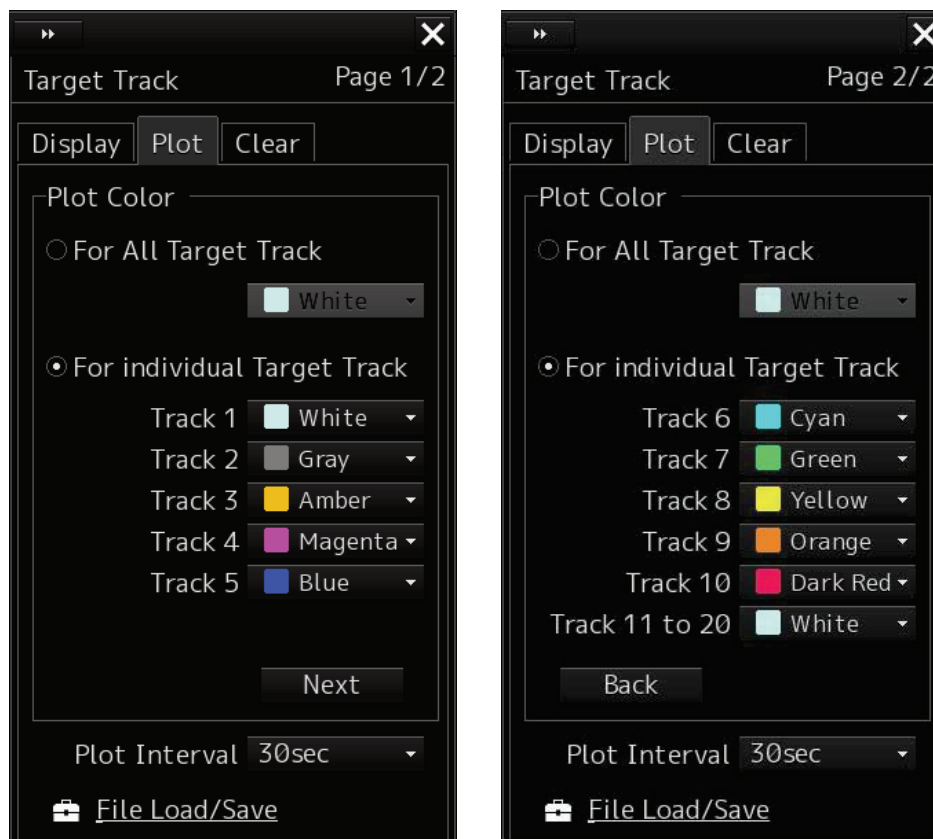 Target Track Page 1/2
Display Plot Clear
Plot Color
For All Target Track
White
For individual Target Track
Track 1 White
Track 2 Gray
Track 3 Amber
Track 4 Magenta
Track 5 Blue
Next
Plot Interval 30sec
File Load/Save
Target Track Page 2/2
Display Plot Clear
Plot Color
For All Target Track
White
For individual Target Track
Track 6 Cyan
Track 7 Green
Track 8 Yellow
Track 9 Orange
Track 10 Dark Red
Track 11 to 20 White
Back
Plot Interval 30sec
File Load/Save